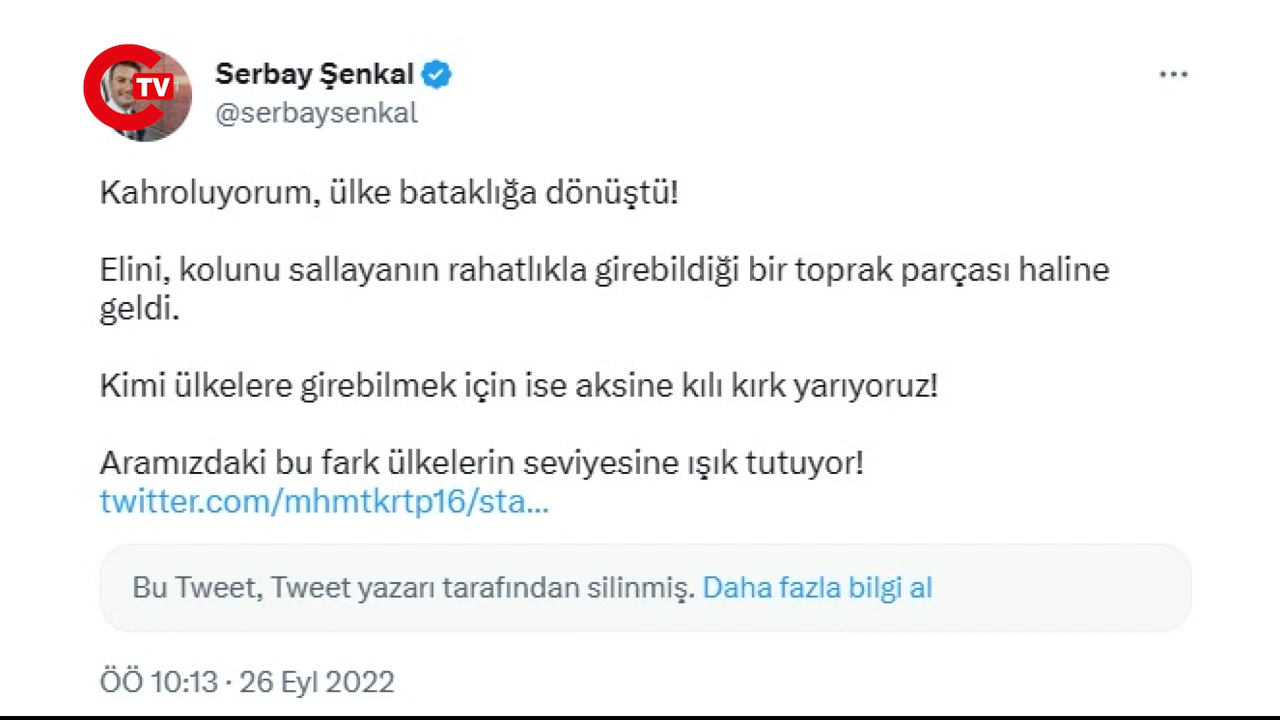 TV
Serbay Şenkal
@serbaysenkal
Kahroluyorum, ülke bataklığa dönüştü!
Elini, kolunu sallayanın rahatlıkla girebildiği bir toprak parçası haline
geldi.
Kimi ülkelere girebilmek için ise aksine kılı kırk yarıyoruz!
Aramızdaki bu fark ülkelerin seviyesine ışık tutuyor!
twitter.com/mhmtkrtp16/sta...
Bu Tweet, Tweet yazarı tarafından silinmiş. Daha fazla bilgi al
ÖÖ 10:13 · 26 Eyl 2022